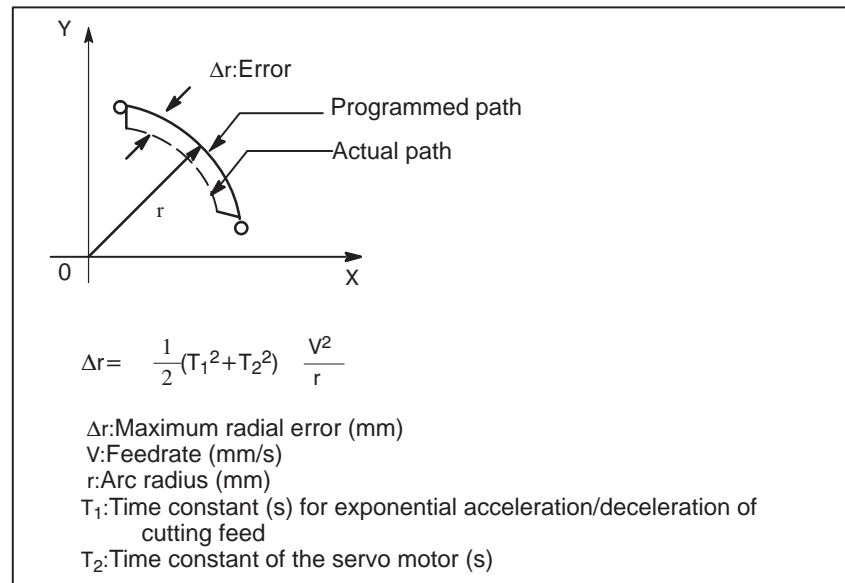 Y
Δr:Error
Programmed path
Actual path
r
0
X
Δr= 1/2 (T₁²+T₂²) V²/r
Δr:Maximum radial error (mm)
V:Feedrate (mm/s)
r:Arc radius (mm)
T₁:Time constant (s) for exponential acceleration/deceleration of
cutting feed
T₂:Time constant of the servo motor (s)